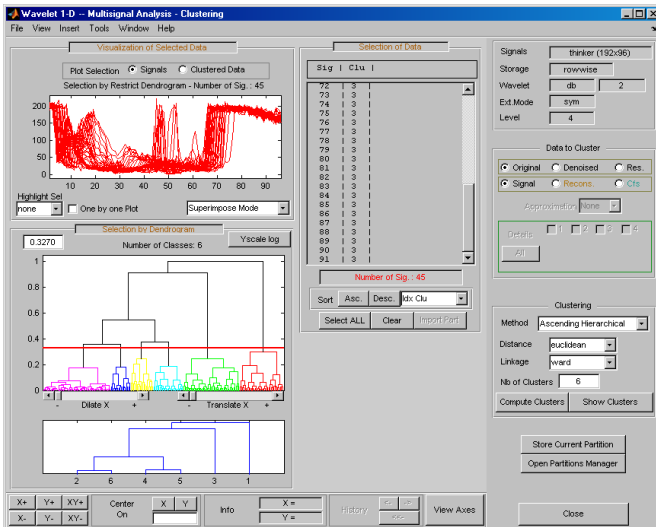 Wavelet 1-D -- Multisignal Analysis - Clustering
File View Insert Tools Window Help
Visualization of Selected Data
Plot Selection Signals Clustered Data
Selection by Restrict Dendrogram - Number of Sig. : 45
200
150
100
50
0
10 20 30 40 50 60 70 80 90
Highlight Sel
none One by one Plot Superimpose Mode
Selection by Dendrogram
0.3270 Number of Classes: 6 Yscale log
1
0.8
0.6
0.4
0.2
0
- Dilate X + - Translate X +
2 6 4 5 3 1
Selection of Data
Sig | Clu |
72 | 3 |
73 | 3 |
74 | 3 |
75 | 3 |
76 | 3 |
77 | 3 |
78 | 3 |
79 | 3 |
80 | 3 |
81 | 3 |
82 | 3 |
83 | 3 |
84 | 3 |
85 | 3 |
86 | 3 |
87 | 3 |
88 | 3 |
89 | 3 |
90 | 3 |
91 | 3 |
Number of Sig. : 45
Sort Asc. Desc. Idx Clu
Select ALL Clear Import Part
Signals thinker (192x96)
Storage rowwise
Wavelet db 2
Ext.Mode sym
Level 4
Data to Cluster
Original Denoised Res.
Signal Recons. Cfs
Approximation None
Details 1 2 3 4
All
Clustering
Method Ascending Hierarchical
Distance euclidean
Linkage ward
Nb of Clusters 6
Compute Clusters Show Clusters
Store Current Partition
Open Partitions Manager
Close
X+ Y+ XY+
X- Y- XY-
Center On X Y
Info X =
Y =
History <- ->
<<-
View Axes